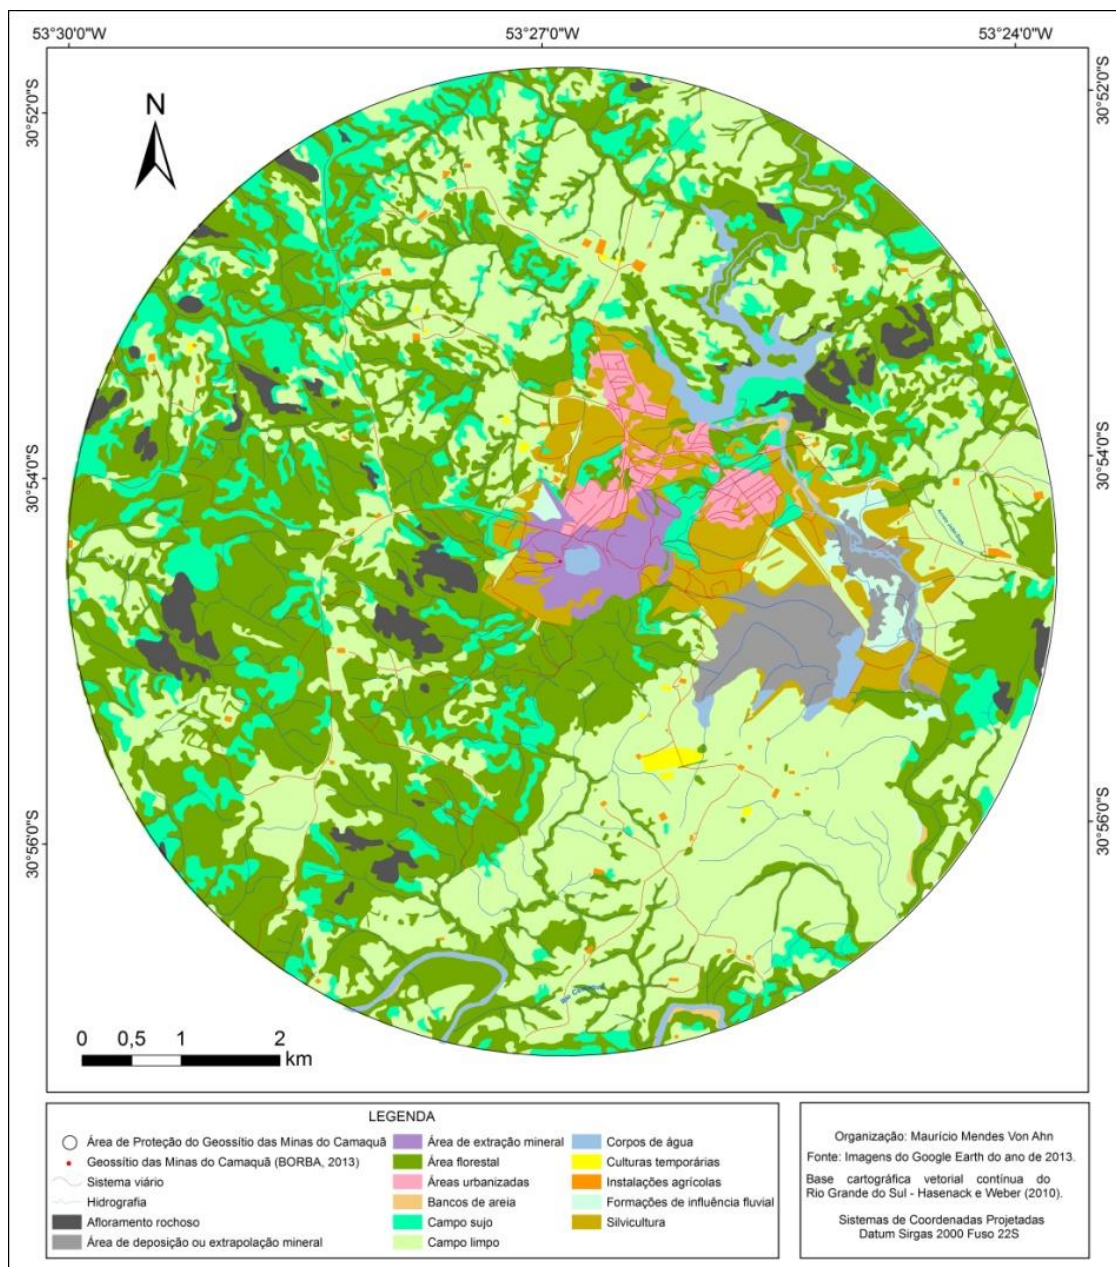 53°30'0"W
53°27'0"W
53°24'0"W
30°52'0"S
30°52'0"S
N
30°54'0"S
30°54'0"S
30°56'0"S
30°56'0"S
0 0,5 1 2
km
LEGENDA
Área de Proteção do Geossítio das Minas do Camaquã
Geossítio das Minas do Camaquã (BORBA, 2013)
Sistema viário
Hidrografia
Afloramento rochoso
Área de deposição ou extrapolação mineral
Área de extração mineral
Área florestal
Áreas urbanizadas
Bancos de areia
Campo sujo
Campo limpo
Corpos de água
Culturas temporárias
Instalações agrícolas
Formações de influência fluvial
Silvicultura
Organização: Maurício Mendes Von Ahn
Fonte: Imagens do Google Earth do ano de 2013.
Base cartográfica vetorial contínua do
Rio Grande do Sul - Hasenack e Weber (2010).
Sistemas de Coordenadas Projetadas
Datum Sirgas 2000 Fuso 22S